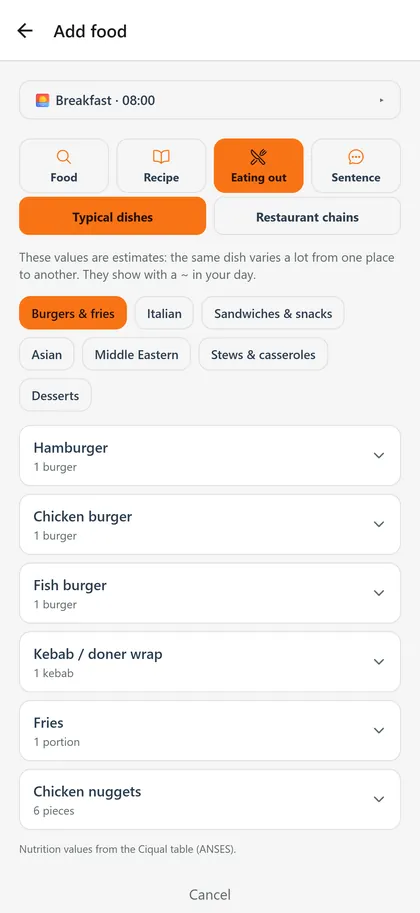 Add food
Breakfast · 08:00
Food
Recipe
Eating out
Sentence
Typical dishes
Restaurant chains
These values are estimates: the same dish varies a lot from one place
to another. They show with a ~ in your day.
Burgers & fries
Italian
Sandwiches & snacks
Asian
Middle Eastern
Stews & casseroles
Desserts
Hamburger
1 burger
Chicken burger
1 burger
Fish burger
1 burger
Kebab / doner wrap
1 kebab
Fries
1 portion
Chicken nuggets
6 pieces
Nutrition values from the Ciqual table (ANSES).
Cancel